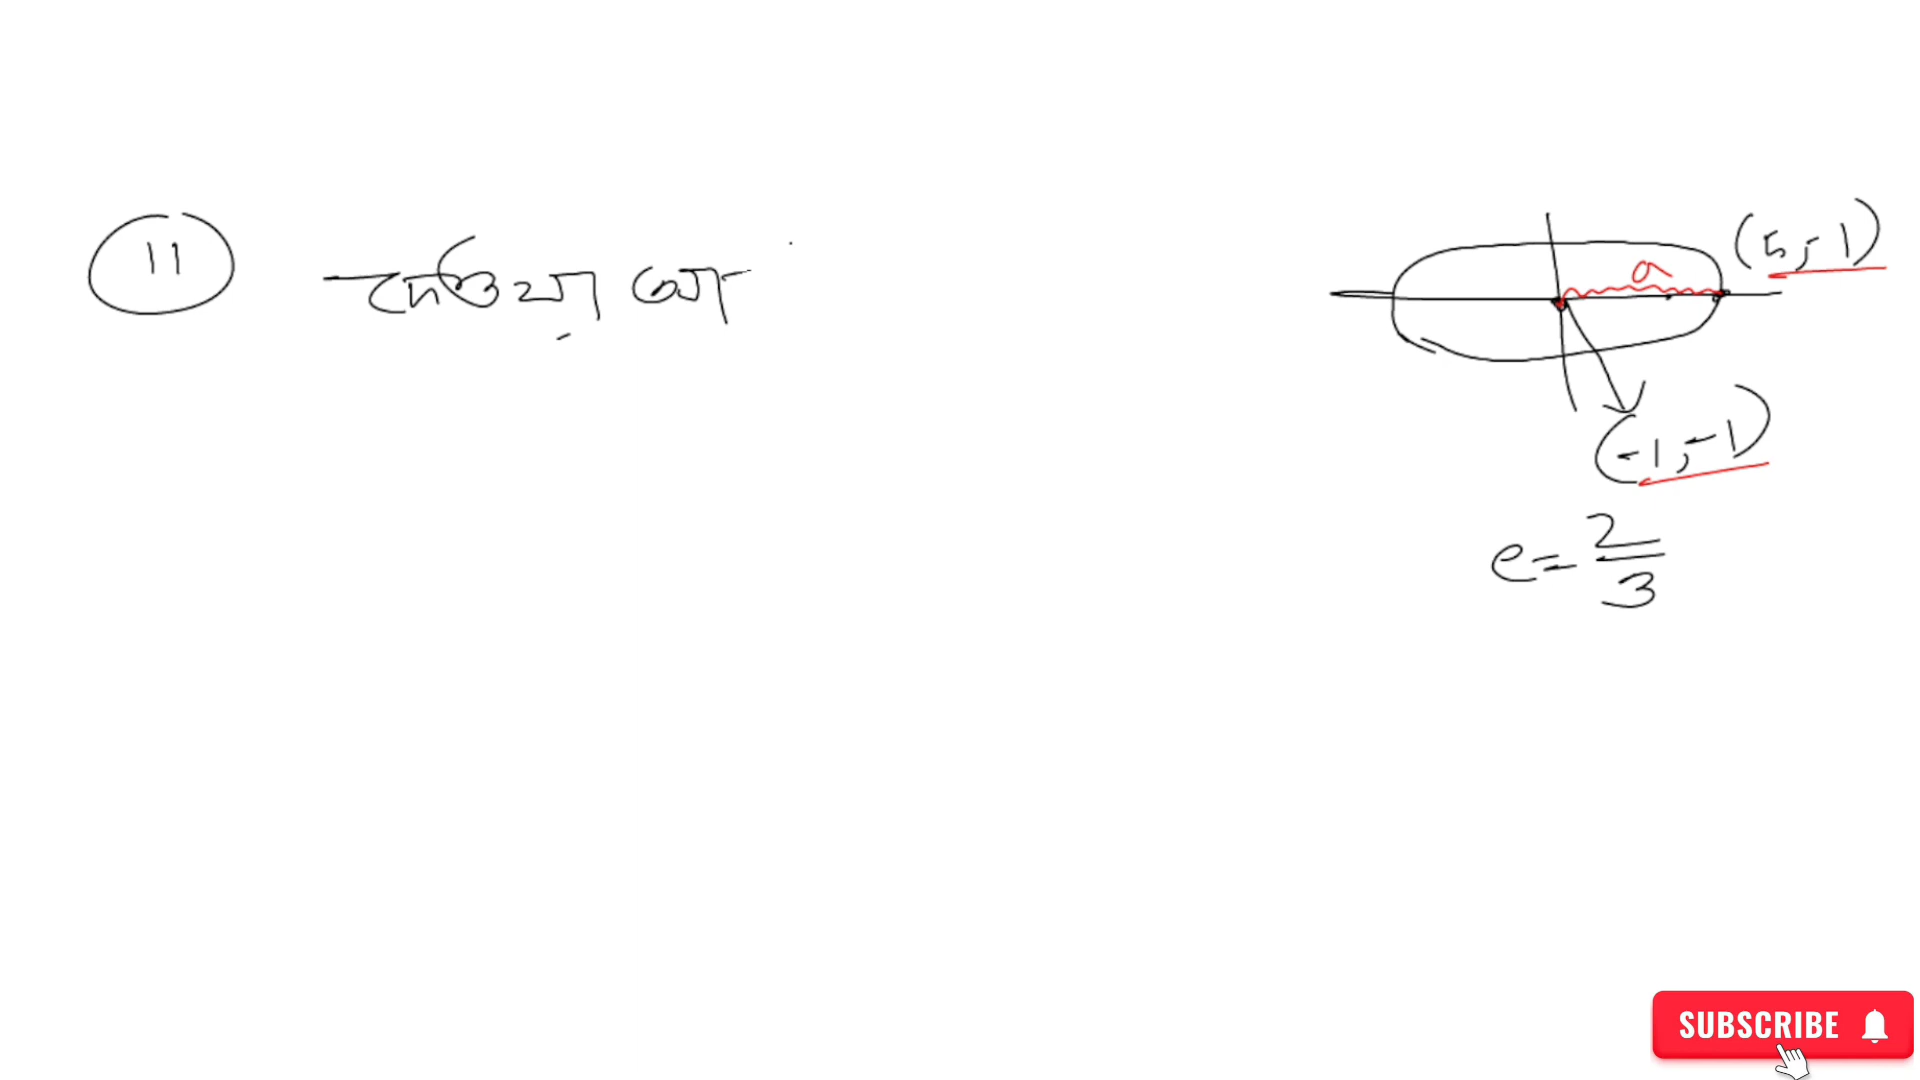 11
(5, -1)
a
(-1, -1)
e = 2/3
SUBSCRIBE